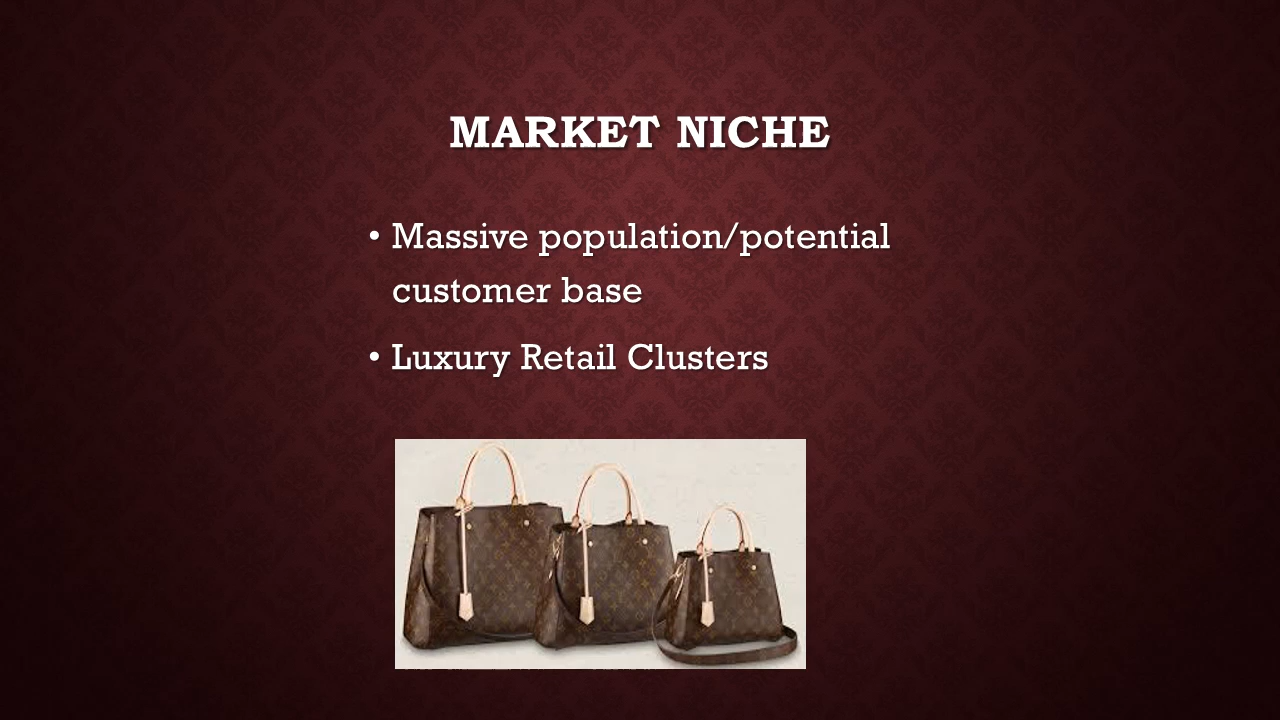 MARKET NICHE
• Massive population/potential
customer base
• Luxury Retail Clusters